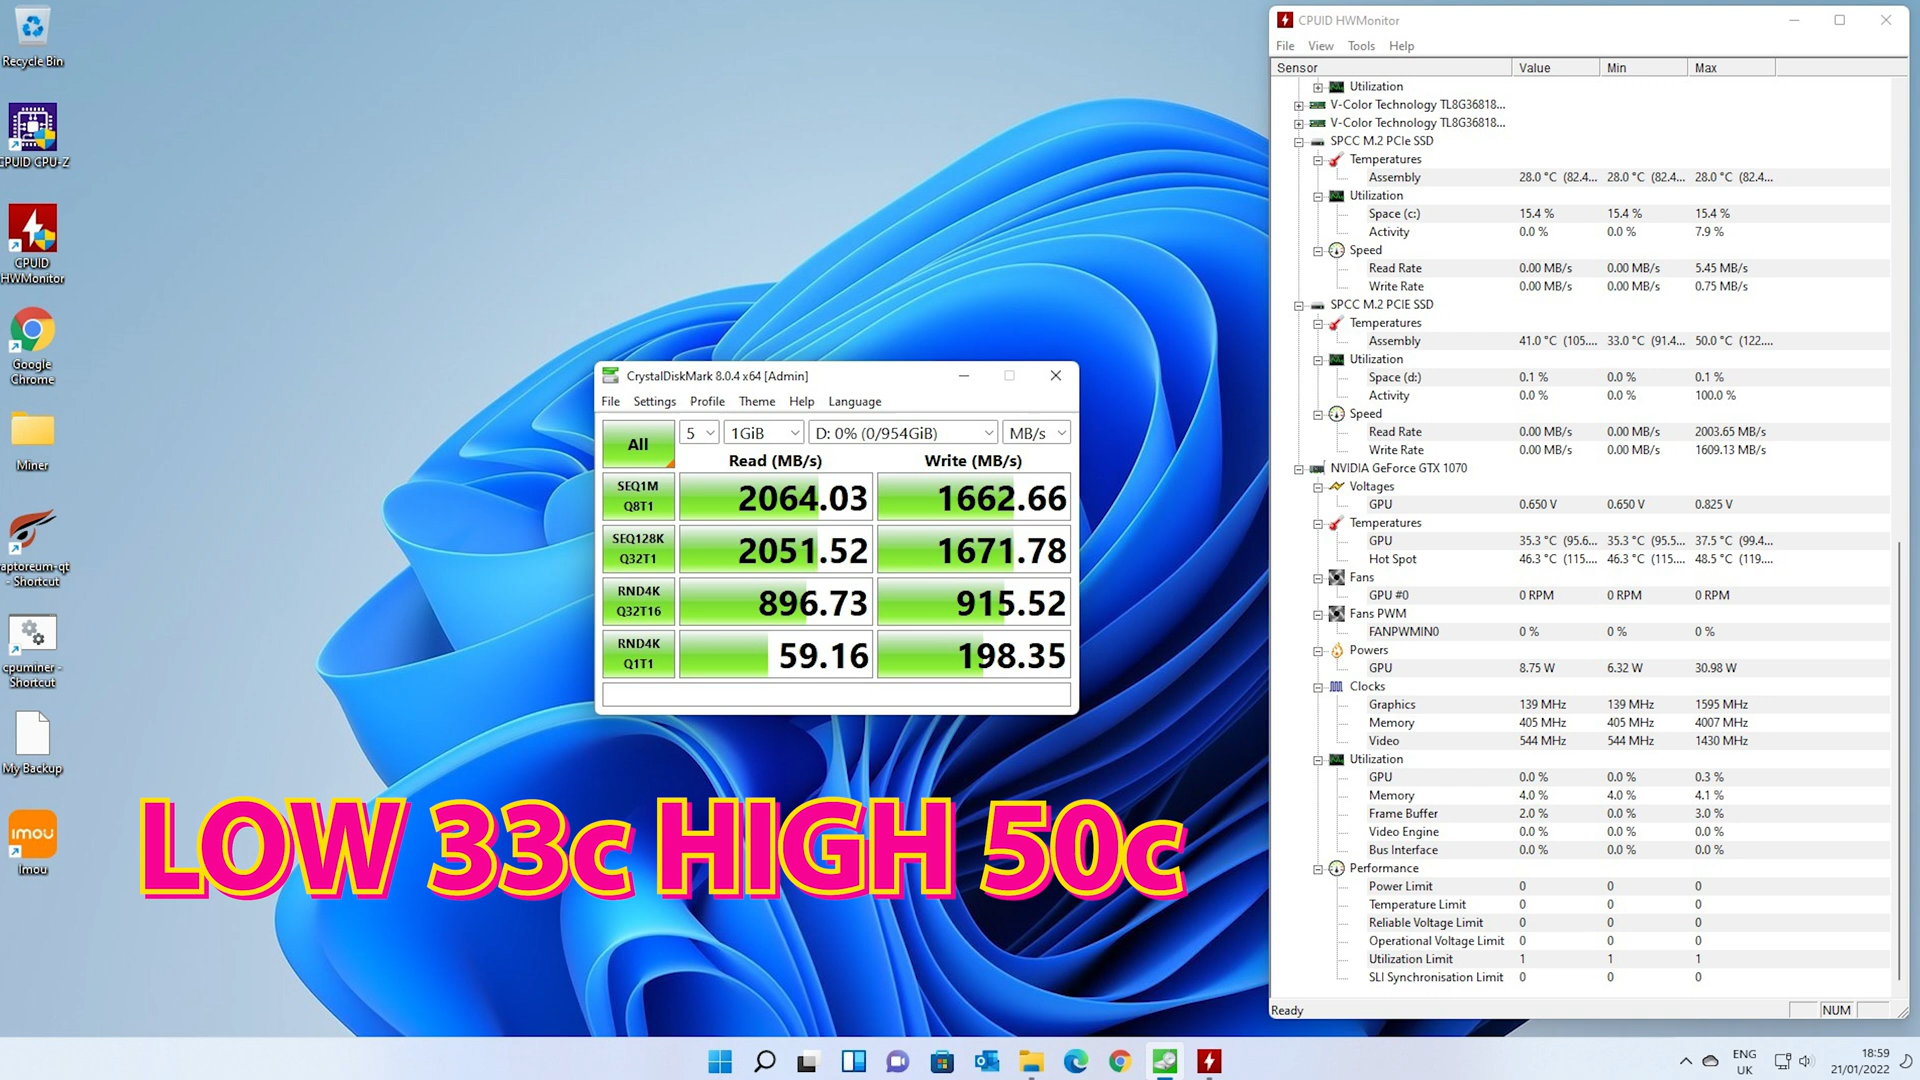 Recycle Bin
CPUID CPU-Z
CPUID
HWMonitor
Google
Chrome
Miner
aptoreum-qt
- Shortcut
cpuminer -
Shortcut
My Backup
imou
Imou
CrystalDiskMark 8.0.4 x64 [Admin]
File Settings Profile Theme Help Language
All 5 1GiB D: 0% (0/954GiB) MB/s
Read (MB/s) Write (MB/s)
SEQ1M
Q8T1 2064.03 1662.66
SEQ128K
Q32T1 2051.52 1671.78
RND4K
Q32T16 896.73 915.52
RND4K
Q1T1 59.16 198.35
LOW 33c HIGH 50c
CPUID HWMonitor
File View Tools Help
Sensor Value Min Max
Utilization
V-Color Technology TL8G36818...
V-Color Technology TL8G36818...
SPCC M.2 PCIe SSD
Temperatures
Assembly 28.0 °C (82.4... 28.0 °C (82.4... 28.0 °C (82.4...
Utilization
Space (c:) 15.4 % 15.4 % 15.4 %
Activity 0.0 % 0.0 % 7.9 %
Speed
Read Rate 0.00 MB/s 0.00 MB/s 5.45 MB/s
Write Rate 0.00 MB/s 0.00 MB/s 0.75 MB/s
SPCC M.2 PCIE SSD
Temperatures
Assembly 41.0 °C (105.... 33.0 °C (91.4... 50.0 °C (122....
Utilization
Space (d:) 0.1 % 0.0 % 0.1 %
Activity 0.0 % 0.0 % 100.0 %
Speed
Read Rate 0.00 MB/s 0.00 MB/s 2003.65 MB/s
Write Rate 0.00 MB/s 0.00 MB/s 1609.13 MB/s
NVIDIA GeForce GTX 1070
Voltages
GPU 0.650 V 0.650 V 0.825 V
Temperatures
GPU 35.3 °C (95.6... 35.3 °C (95.5... 37.5 °C (99.4...
Hot Spot 46.3 °C (115.... 46.3 °C (115.... 48.5 °C (119....
Fans
GPU #0 0 RPM 0 RPM 0 RPM
Fans PWM
FANPWMIN0 0 % 0 % 0 %
Powers
GPU 8.75 W 6.32 W 30.98 W
Clocks
Graphics 139 MHz 139 MHz 1595 MHz
Memory 405 MHz 405 MHz 4007 MHz
Video 544 MHz 544 MHz 1430 MHz
Utilization
GPU 0.0 % 0.0 % 0.3 %
Memory 4.0 % 4.0 % 4.1 %
Frame Buffer 2.0 % 0.0 % 3.0 %
Video Engine 0.0 % 0.0 % 0.0 %
Bus Interface 0.0 % 0.0 % 0.0 %
Performance
Power Limit 0 0 0
Temperature Limit 0 0 0
Reliable Voltage Limit 0 0 0
Operational Voltage Limit 0 0 0
Utilization Limit 1 1 1
SLI Synchronisation Limit 0 0 0
Ready NUM
ENG 18:59
UK 21/01/2022